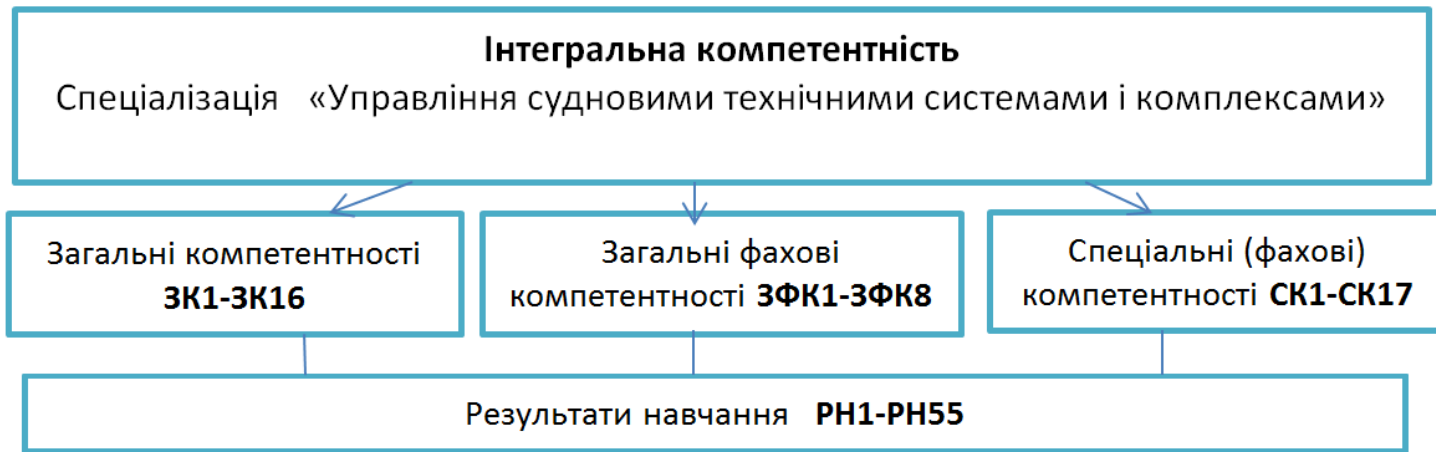 Інтегральна компетентність
Спеціалізація «Управління судновими технічними системами і комплексами»
Загальні компетентності
ЗК1-ЗК16
Загальні фахові
компетентності ЗФК1-ЗФК8
Спеціальні (фахові)
компетентності СК1-СК17
Результати навчання РН1-РН55